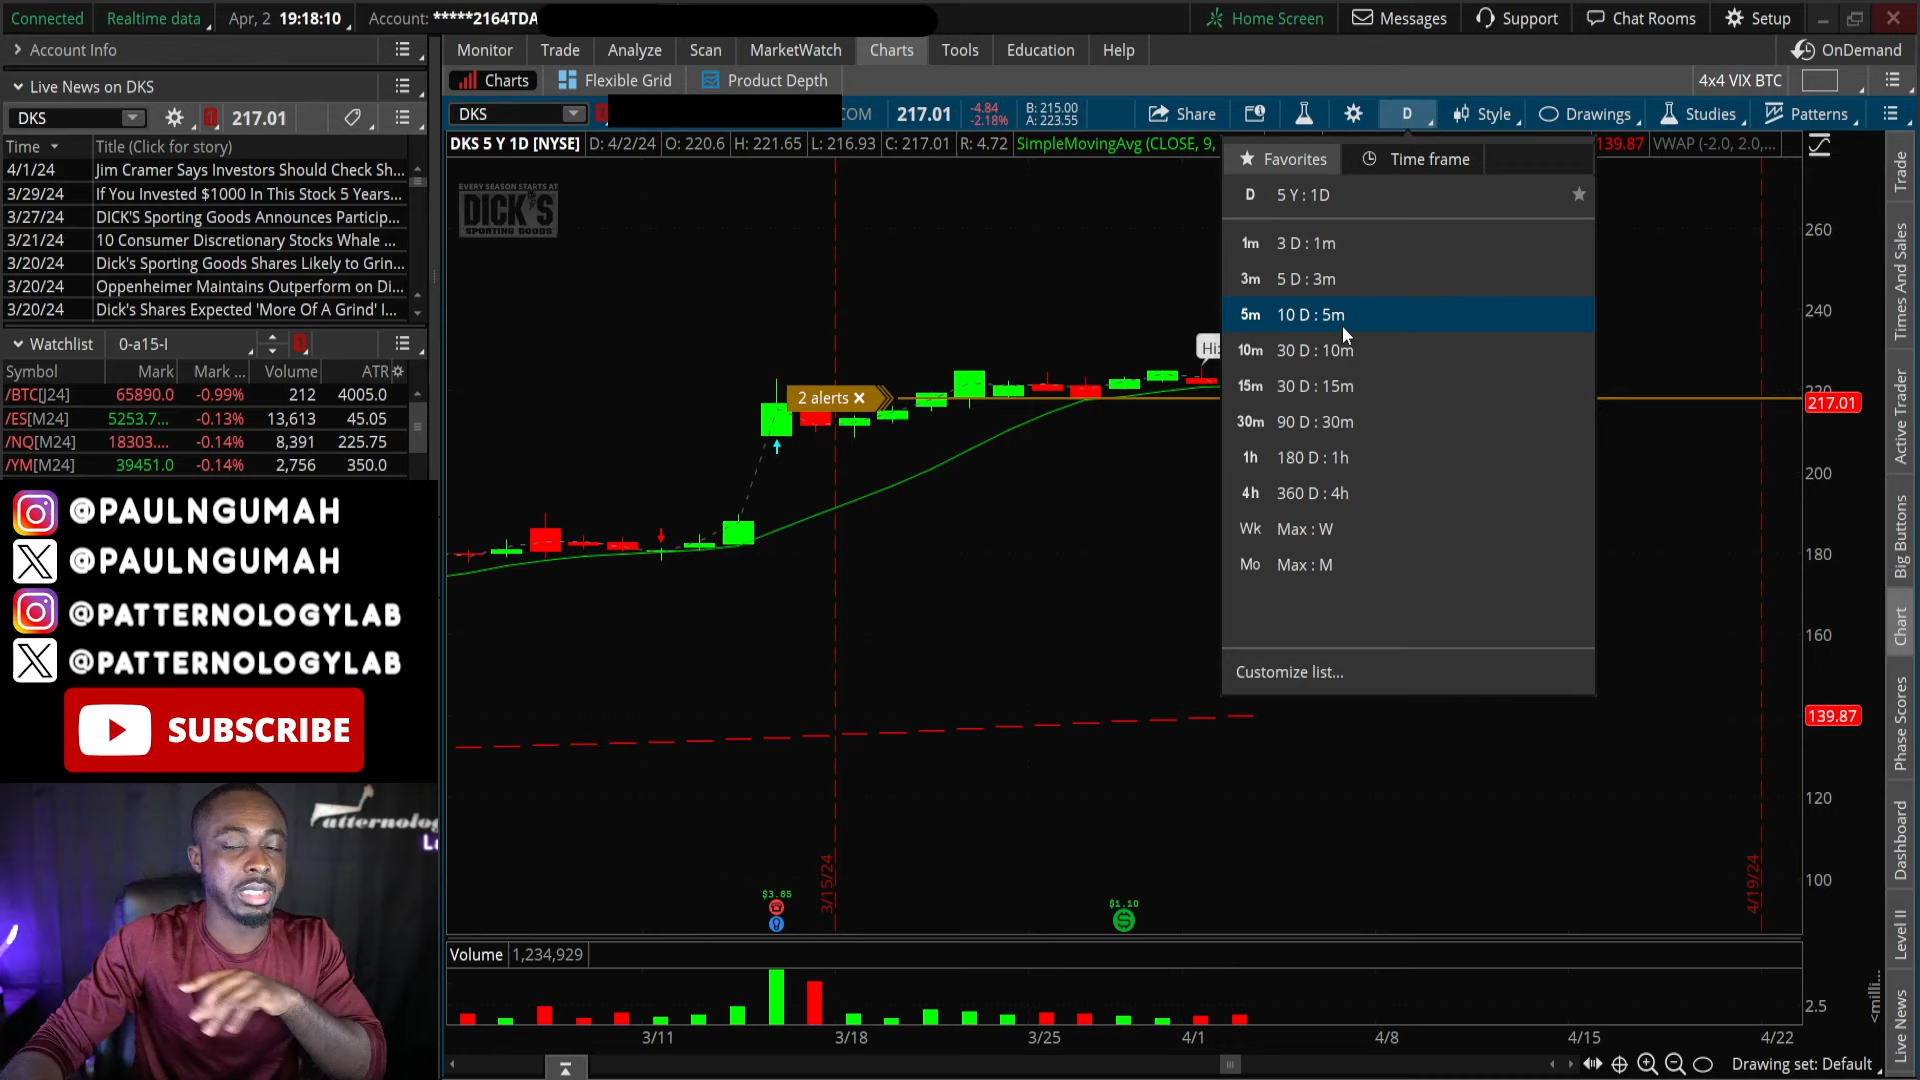 Connected
Realtime data
Apr, 2 19:18:10
Account: *****2164TDA
Home Screen
Messages
Support
Chat Rooms
Setup
Account Info
Live News on DKS
DKS
217.01
Time
Title (Click for story)
4/1/24 Jim Cramer Says Investors Should Check Sh...
3/29/24 If You Invested $1000 In This Stock 5 Years...
3/27/24 DICK'S Sporting Goods Announces Particip...
3/21/24 10 Consumer Discretionary Stocks Whale ...
3/20/24 Dick's Sporting Goods Shares Likely to Grin...
3/20/24 Oppenheimer Maintains Outperform on Di...
3/20/24 Dick's Shares Expected 'More Of A Grind' I...
Watchlist
0-a15-I
Symbol Mark Mark ... Volume ATR
/BTC[J24] 65890.0 -0.99% 212 4005.0
/ES[M24] 5253.7... -0.13% 13,613 45.05
/NQ[M24] 18303.... -0.14% 8,391 225.75
/YM[M24] 39451.0 -0.14% 2,756 350.0
@PAULNGUMAH
@PAULNGUMAH
@PATTERNOLOGYLAB
@PATTERNOLOGYLAB
SUBSCRIBE
Monitor Trade Analyze Scan MarketWatch Charts Tools Education Help
OnDemand
Charts
Flexible Grid
Product Depth
4x4 VIX BTC
DKS
COM
217.01
-4.84
-2.18%
B: 215.00
A: 223.55
Share
D
Style
Drawings
Studies
Patterns
DKS 5 Y 1D [NYSE] D: 4/2/24 O: 220.6 H: 221.65 L: 216.93 C: 217.01 R: 4.72 SimpleMovingAvg (CLOSE, 9,
139.87
VWAP (-2.0, 2.0,...
EVERY SEASON STARTS AT
DICK'S
SPORTING GOODS
Favorites
Time frame
D 5 Y : 1D
1m 3 D : 1m
3m 5 D : 3m
5m 10 D : 5m
10m 30 D : 10m
15m 30 D : 15m
30m 90 D : 30m
1h 180 D : 1h
4h 360 D : 4h
Wk Max : W
Mo Max : M
Customize list...
2 alerts
Hi:
260
240
220
217.01
200
180
160
139.87
120
100
$3.85
3/15/24
$1.10
4/19/24
Volume 1,234,929
2.5
<milli...
3/11 3/18 3/25 4/1 4/8 4/15 4/22
Drawing set: Default
Trade
Times And Sales
Active Trader
Big Buttons
Chart
Phase Scores
Dashboard
Level II
Live News